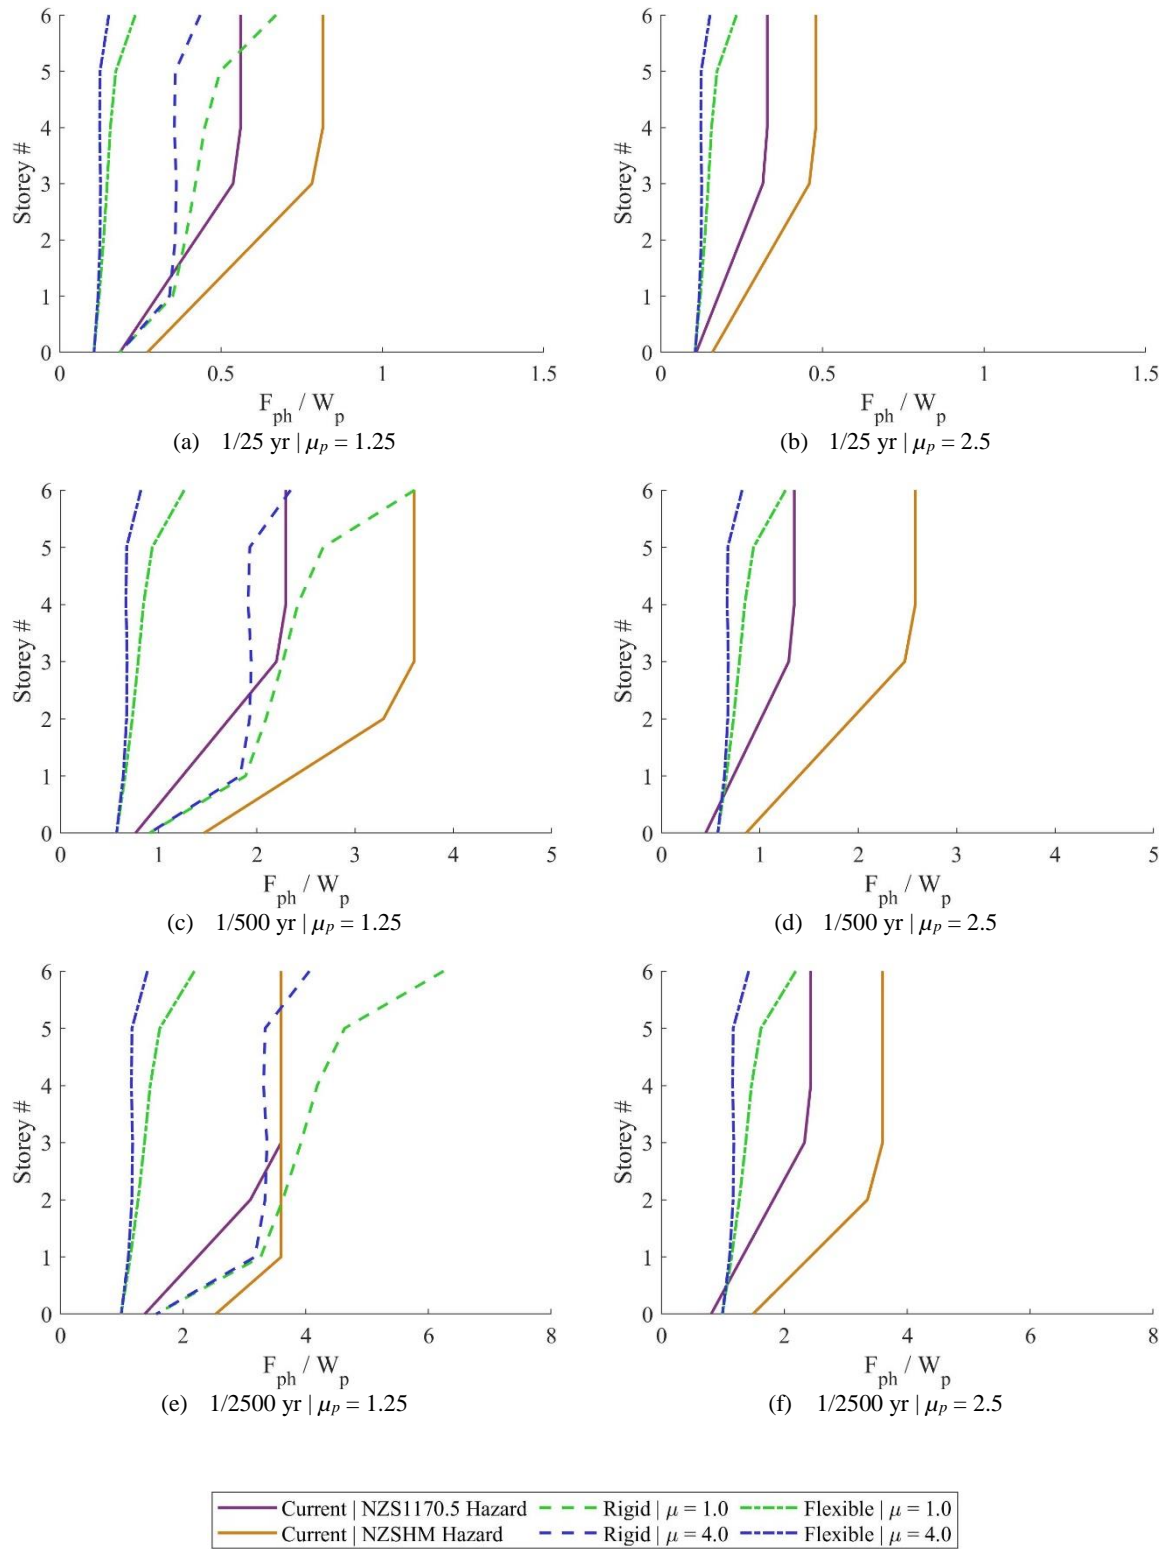 6
5
4
3
2
1
0
Storey #
0 0.5 1 1.5
F_ph / W_p
(a) 1/25 yr | μp = 1.25
6
5
4
3
2
1
0
Storey #
0 0.5 1 1.5
F_ph / W_p
(b) 1/25 yr | μp = 2.5
6
5
4
3
2
1
0
Storey #
0 1 2 3 4 5
F_ph / W_p
(c) 1/500 yr | μp = 1.25
6
5
4
3
2
1
0
Storey #
0 1 2 3 4 5
F_ph / W_p
(d) 1/500 yr | μp = 2.5
6
5
4
3
2
1
0
Storey #
0 2 4 6 8
F_ph / W_p
(e) 1/2500 yr | μp = 1.25
6
5
4
3
2
1
0
Storey #
0 2 4 6 8
F_ph / W_p
(f) 1/2500 yr | μp = 2.5
Current | NZS1170.5 Hazard Rigid | μ = 1.0 Flexible | μ = 1.0
Current | NZSHM Hazard Rigid | μ = 4.0 Flexible | μ = 4.0